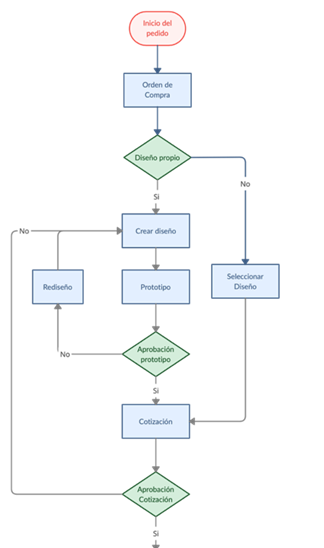 Inicio del
pedido
Orden de
Compra
Diseño propio
No
Si
No
Crear diseño
Rediseño
Prototipo
Seleccionar
Diseño
Aprobación
prototipo
No
Si
Cotización
Aprobación
Cotización
Si